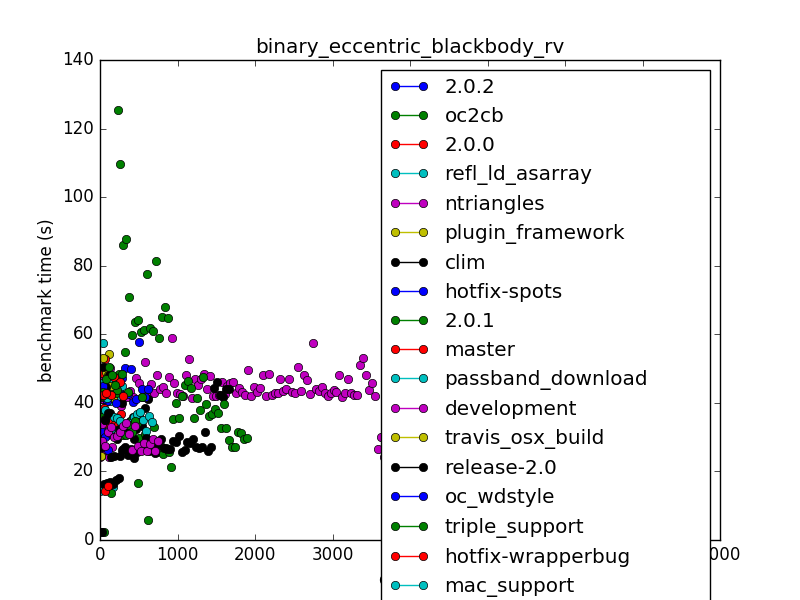 binary_eccentric_blackbody_rv
140
120
100
80
60
40
20
0
benchmark time (s)
0 1000 2000 3000 000
2.0.2
oc2cb
2.0.0
refl_ld_asarray
ntriangles
plugin_framework
clim
hotfix-spots
2.0.1
master
passband_download
development
travis_osx_build
release-2.0
oc_wdstyle
triple_support
hotfix-wrapperbug
mac_support